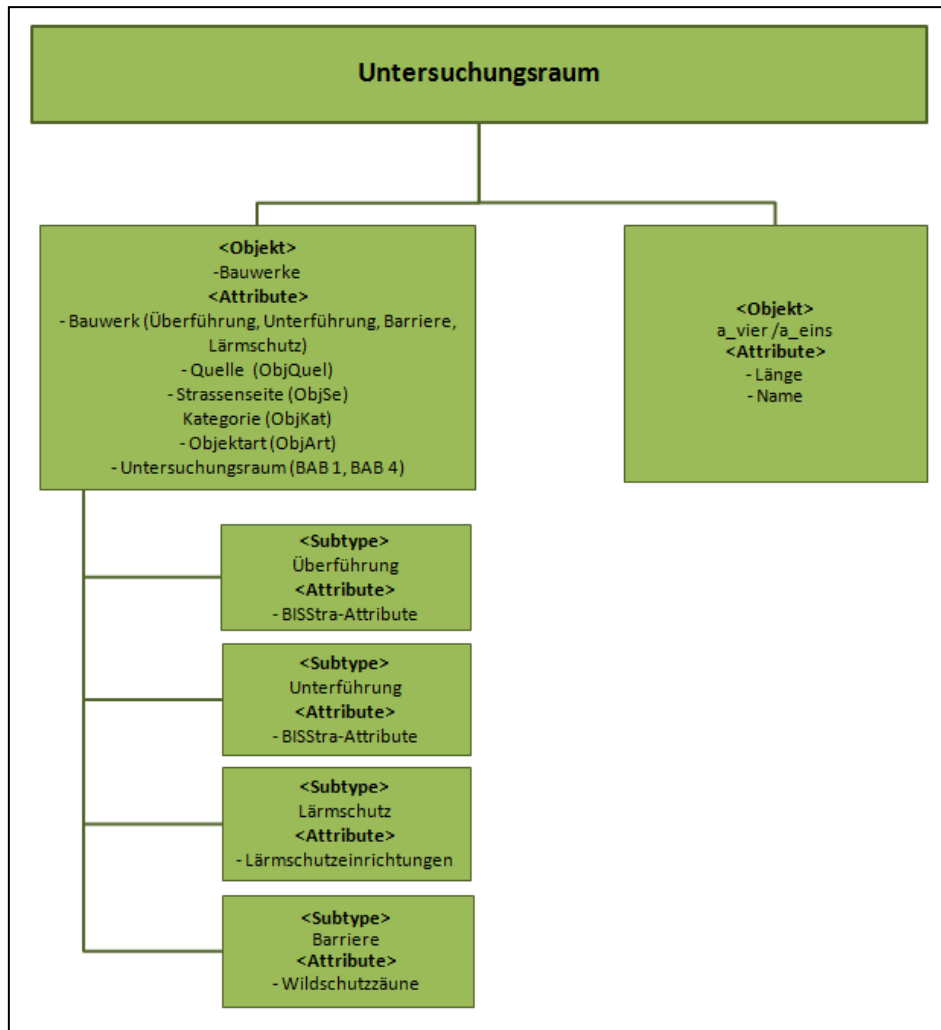 Untersuchungsraum
<Objekt>
-Bauwerke
<Attribute>
- Bauwerk (Überführung, Unterführung, Barriere,
Lärmschutz)
- Quelle (ObjQuel)
- Strassenseite (ObjSe)
Kategorie (ObjKat)
- Objektart (ObjArt)
- Untersuchungsraum (BAB 1, BAB 4)
<Objekt>
a_vier /a_eins
<Attribute>
- Länge
- Name
<Subtype>
Überführung
<Attribute>
- BISStra-Attribute
<Subtype>
Unterführung
<Attribute>
- BISStra-Attribute
<Subtype>
Lärmschutz
<Attribute>
- Lärmschutzeinrichtungen
<Subtype>
Barriere
<Attribute>
- Wildschutzzäune